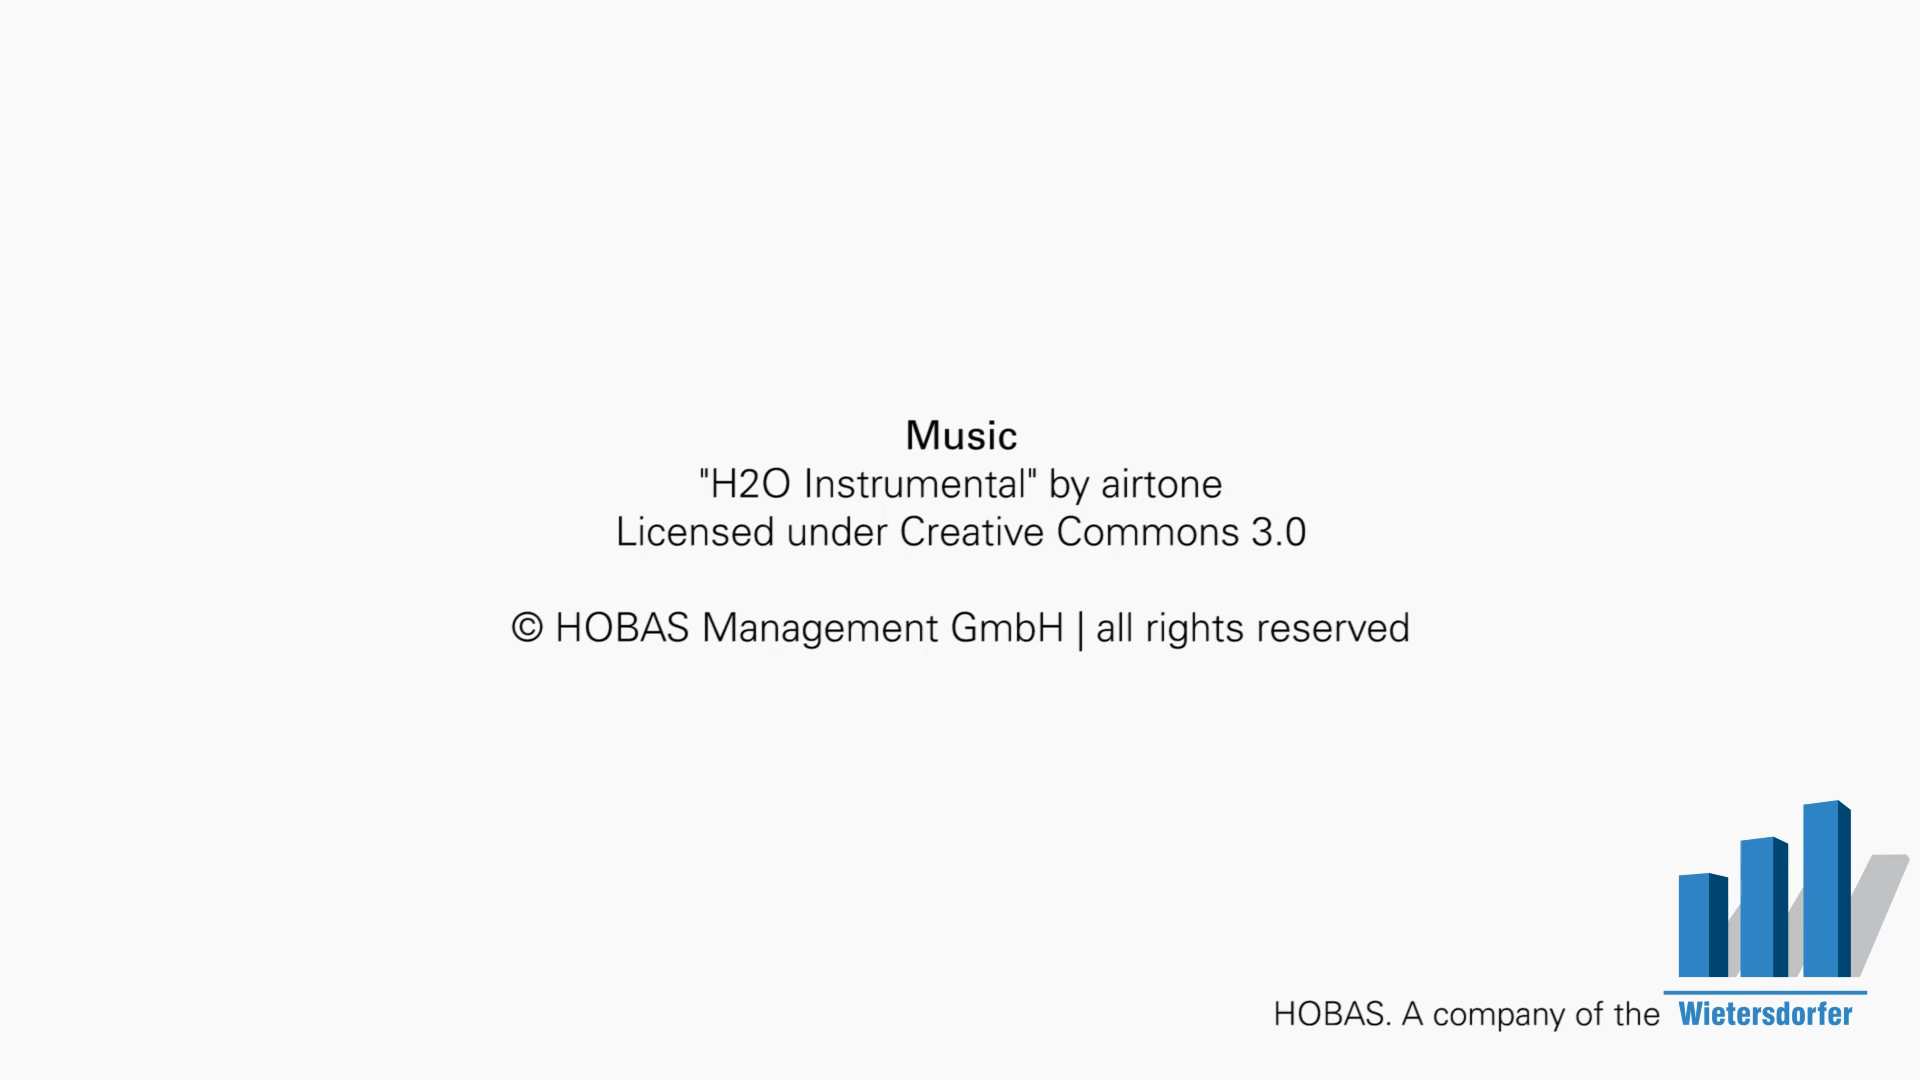 Music
"H2O Instrumental" by airtone
Licensed under Creative Commons 3.0
© HOBAS Management GmbH | all rights reserved
HOBAS. A company of the Wietersdorfer